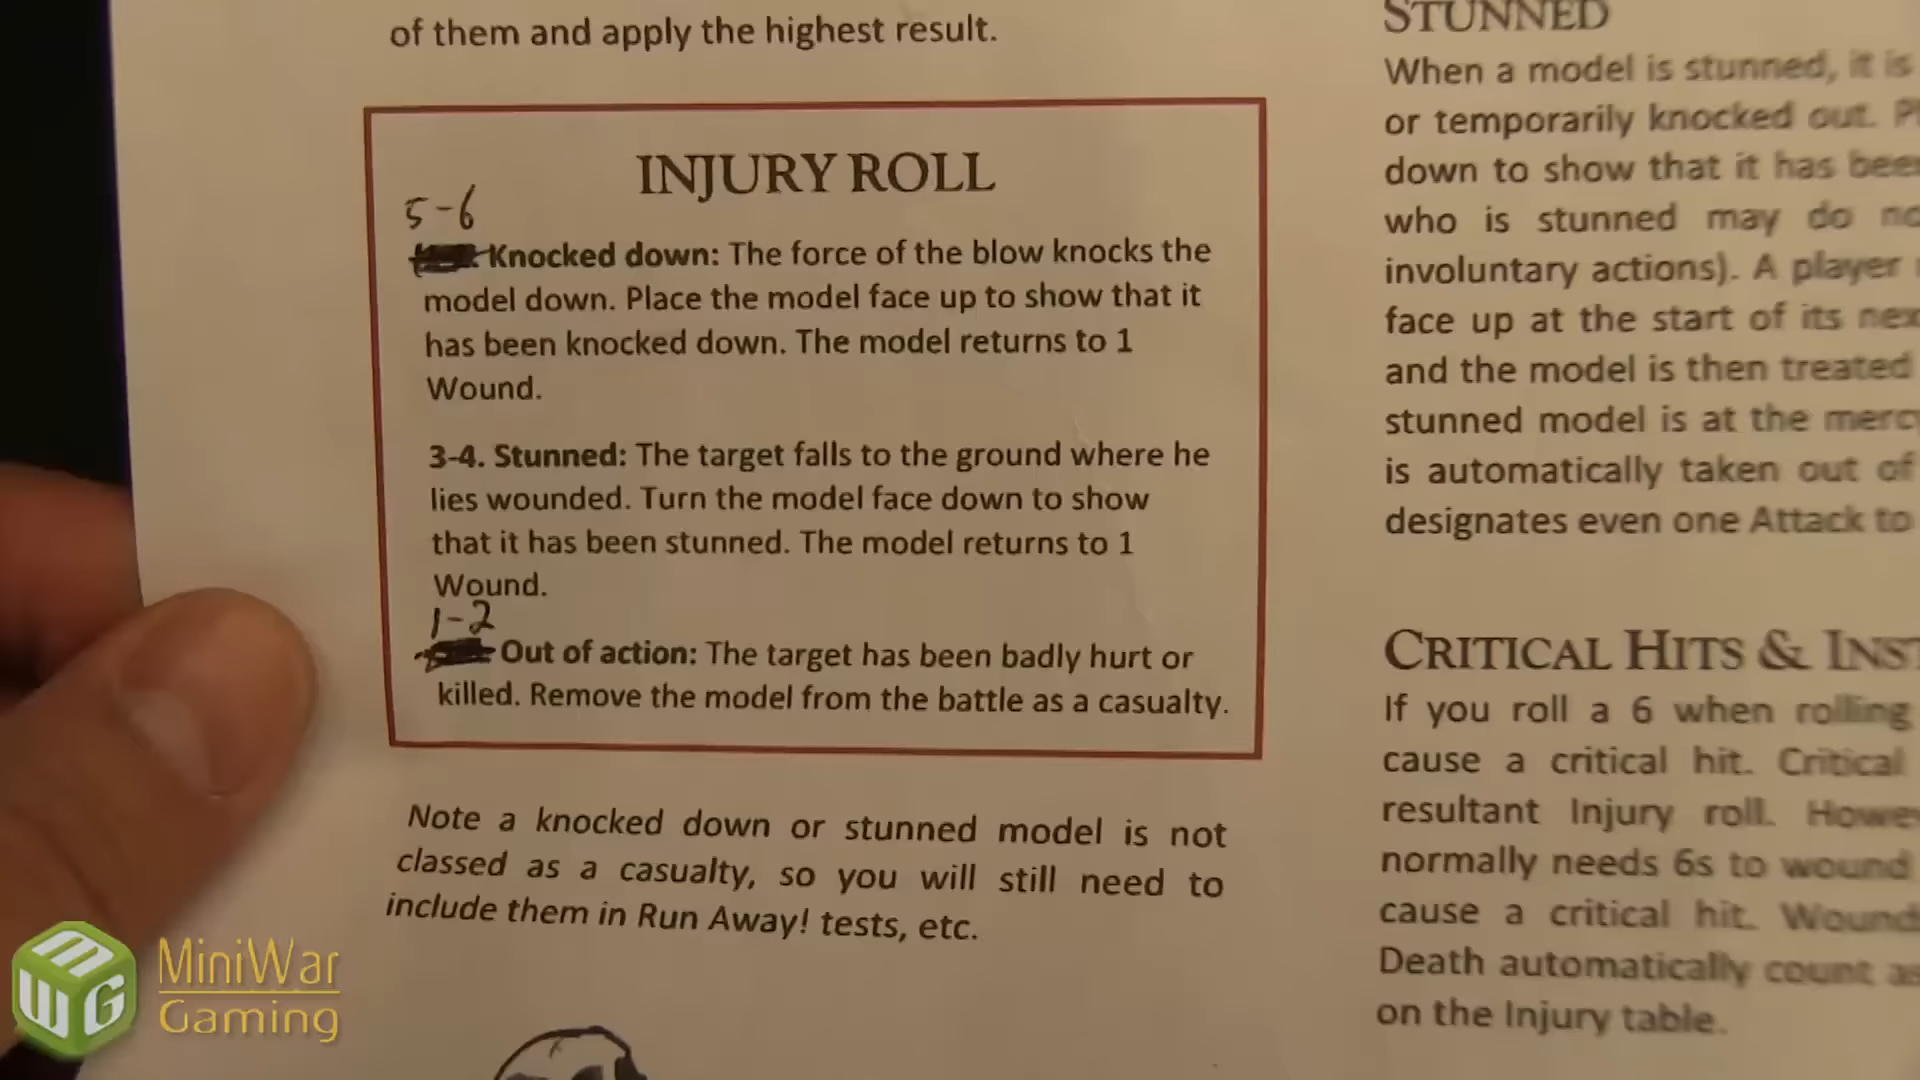 of them and apply the highest result.
INJURY ROLL
5-6
Knocked down: The force of the blow knocks the
model down. Place the model face up to show that it
has been knocked down. The model returns to 1
Wound.
3-4. Stunned: The target falls to the ground where he
lies wounded. Turn the model face down to show
that it has been stunned. The model returns to 1
Wound.
1-2
Out of action: The target has been badly hurt or
killed. Remove the model from the battle as a casualty.
Note a knocked down or stunned model is not
classed as a casualty, so you will still need to
include them in Run Away! tests, etc.
STUNNED
When a model is stunned, it is
or temporarily knocked out.
down to show that it has
who is stunned may do
involuntary actions). A player
face up at the start of its
and the model is then treated
stunned model is at the
is automatically taken out of
designates even one Attack to
CRITICAL HITS &
If you roll a 6 when rolling
cause a critical hit. Critical
resultant Injury roll.
normally needs 6s to wound
cause a critical hit.
Death automatically count
on the Injury table.
MWG
MiniWar
Gaming